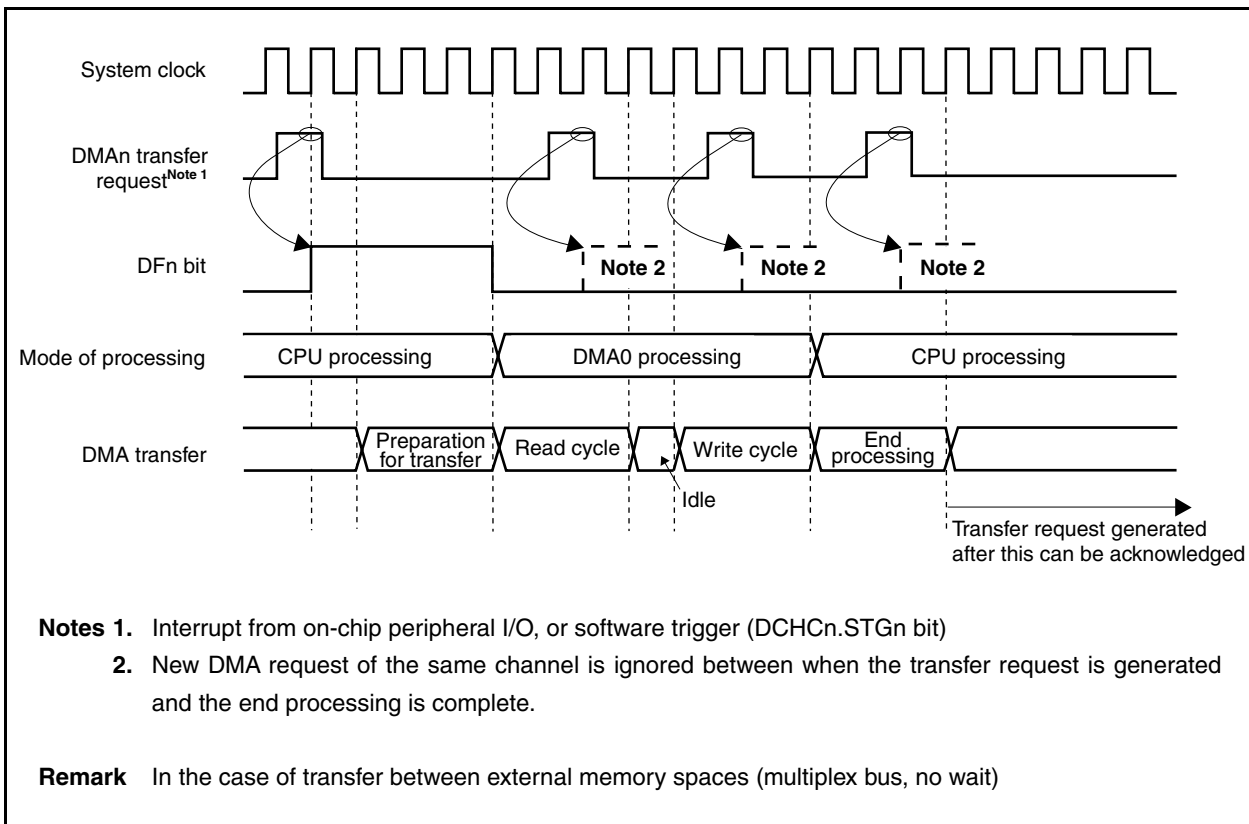 System clock
DMAn transfer
request Note 1
DFn bit
Note 2
Note 2
Note 2
Mode of processing
CPU processing
DMA0 processing
CPU processing
DMA transfer
Preparation
for transfer
Read cycle
Write cycle
End
processing
Idle
Transfer request generated
after this can be acknowledged
Notes 1. Interrupt from on-chip peripheral I/O, or software trigger (DCHCn.STGn bit)
2. New DMA request of the same channel is ignored between when the transfer request is generated
and the end processing is complete.
Remark In the case of transfer between external memory spaces (multiplex bus, no wait)